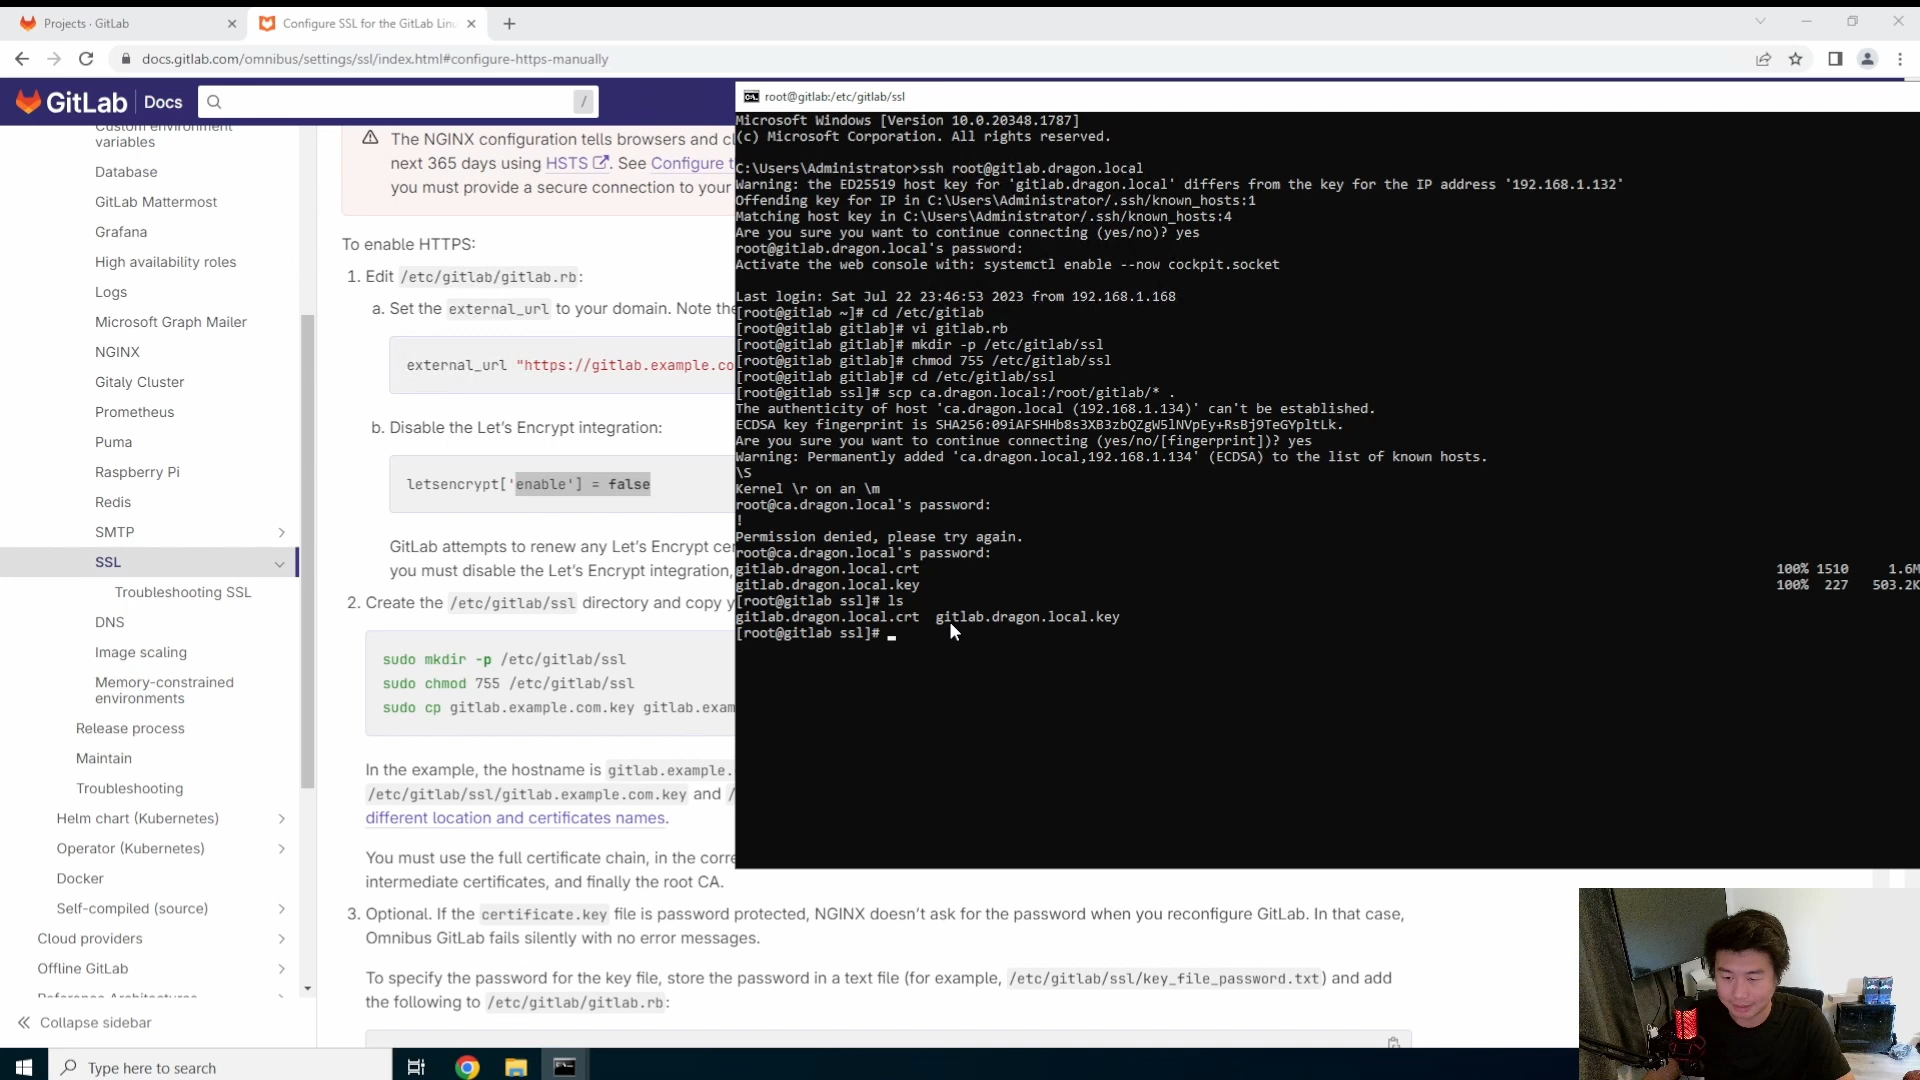 Projects · GitLab
Configure SSL for the GitLab Lin
docs.gitlab.com/omnibus/settings/ssl/index.html#configure-https-manually
GitLab Docs
/
Custom environment
variables
Database
GitLab Mattermost
Grafana
High availability roles
Logs
Microsoft Graph Mailer
NGINX
Gitaly Cluster
Prometheus
Puma
Raspberry Pi
Redis
SMTP
SSL
Troubleshooting SSL
DNS
Image scaling
Memory-constrained
environments
Release process
Maintain
Troubleshooting
Helm chart (Kubernetes)
Operator (Kubernetes)
Docker
Self-compiled (source)
Cloud providers
Offline GitLab
Reference Architectures
Collapse sidebar
The NGINX configuration tells browsers and cl
next 365 days using HSTS. See Configure t
you must provide a secure connection to your
To enable HTTPS:
1. Edit /etc/gitlab/gitlab.rb:
a. Set the external_url to your domain. Note the
external_url "https://gitlab.example.co
b. Disable the Let's Encrypt integration:
letsencrypt['enable'] = false
GitLab attempts to renew any Let's Encrypt cer
you must disable the Let's Encrypt integration,
2. Create the /etc/gitlab/ssl directory and copy y
sudo mkdir -p /etc/gitlab/ssl
sudo chmod 755 /etc/gitlab/ssl
sudo cp gitlab.example.com.key gitlab.exam
In the example, the hostname is gitlab.example.
/etc/gitlab/ssl/gitlab.example.com.key and /
different location and certificates names.
You must use the full certificate chain, in the corre
intermediate certificates, and finally the root CA.
3. Optional. If the certificate.key file is password protected, NGINX doesn't ask for the password when you reconfigure GitLab. In that case,
Omnibus GitLab fails silently with no error messages.
To specify the password for the key file, store the password in a text file (for example, /etc/gitlab/ssl/key_file_password.txt) and add
the following to /etc/gitlab/gitlab.rb:
root@gitlab:/etc/gitlab/ssl
Microsoft Windows [Version 10.0.20348.1787]
(c) Microsoft Corporation. All rights reserved.
C:\Users\Administrator>ssh root@gitlab.dragon.local
Warning: the ED25519 host key for 'gitlab.dragon.local' differs from the key for the IP address '192.168.1.132'
Offending key for IP in C:\Users\Administrator/.ssh/known_hosts:1
Matching host key in C:\Users\Administrator/.ssh/known_hosts:4
Are you sure you want to continue connecting (yes/no)? yes
root@gitlab.dragon.local's password:
Activate the web console with: systemctl enable --now cockpit.socket
Last login: Sat Jul 22 23:46:53 2023 from 192.168.1.168
[root@gitlab ~]# cd /etc/gitlab
[root@gitlab gitlab]# vi gitlab.rb
[root@gitlab gitlab]# mkdir -p /etc/gitlab/ssl
[root@gitlab gitlab]# chmod 755 /etc/gitlab/ssl
[root@gitlab gitlab]# cd /etc/gitlab/ssl
[root@gitlab ssl]# scp ca.dragon.local:/root/gitlab/* .
The authenticity of host 'ca.dragon.local (192.168.1.134)' can't be established.
ECDSA key fingerprint is SHA256:09iAFSHHb8s3XB3zbQZgW5lNVpEy+RsBj9TeGYpltLk.
Are you sure you want to continue connecting (yes/no/[fingerprint])? yes
Warning: Permanently added 'ca.dragon.local,192.168.1.134' (ECDSA) to the list of known hosts.
\S
Kernel \r on an \m
root@ca.dragon.local's password:
!
Permission denied, please try again.
root@ca.dragon.local's password:
gitlab.dragon.local.crt 100% 1510 1.6M
gitlab.dragon.local.key 100% 227 503.2K
[root@gitlab ssl]# ls
gitlab.dragon.local.crt gitlab.dragon.local.key
[root@gitlab ssl]#
Type here to search